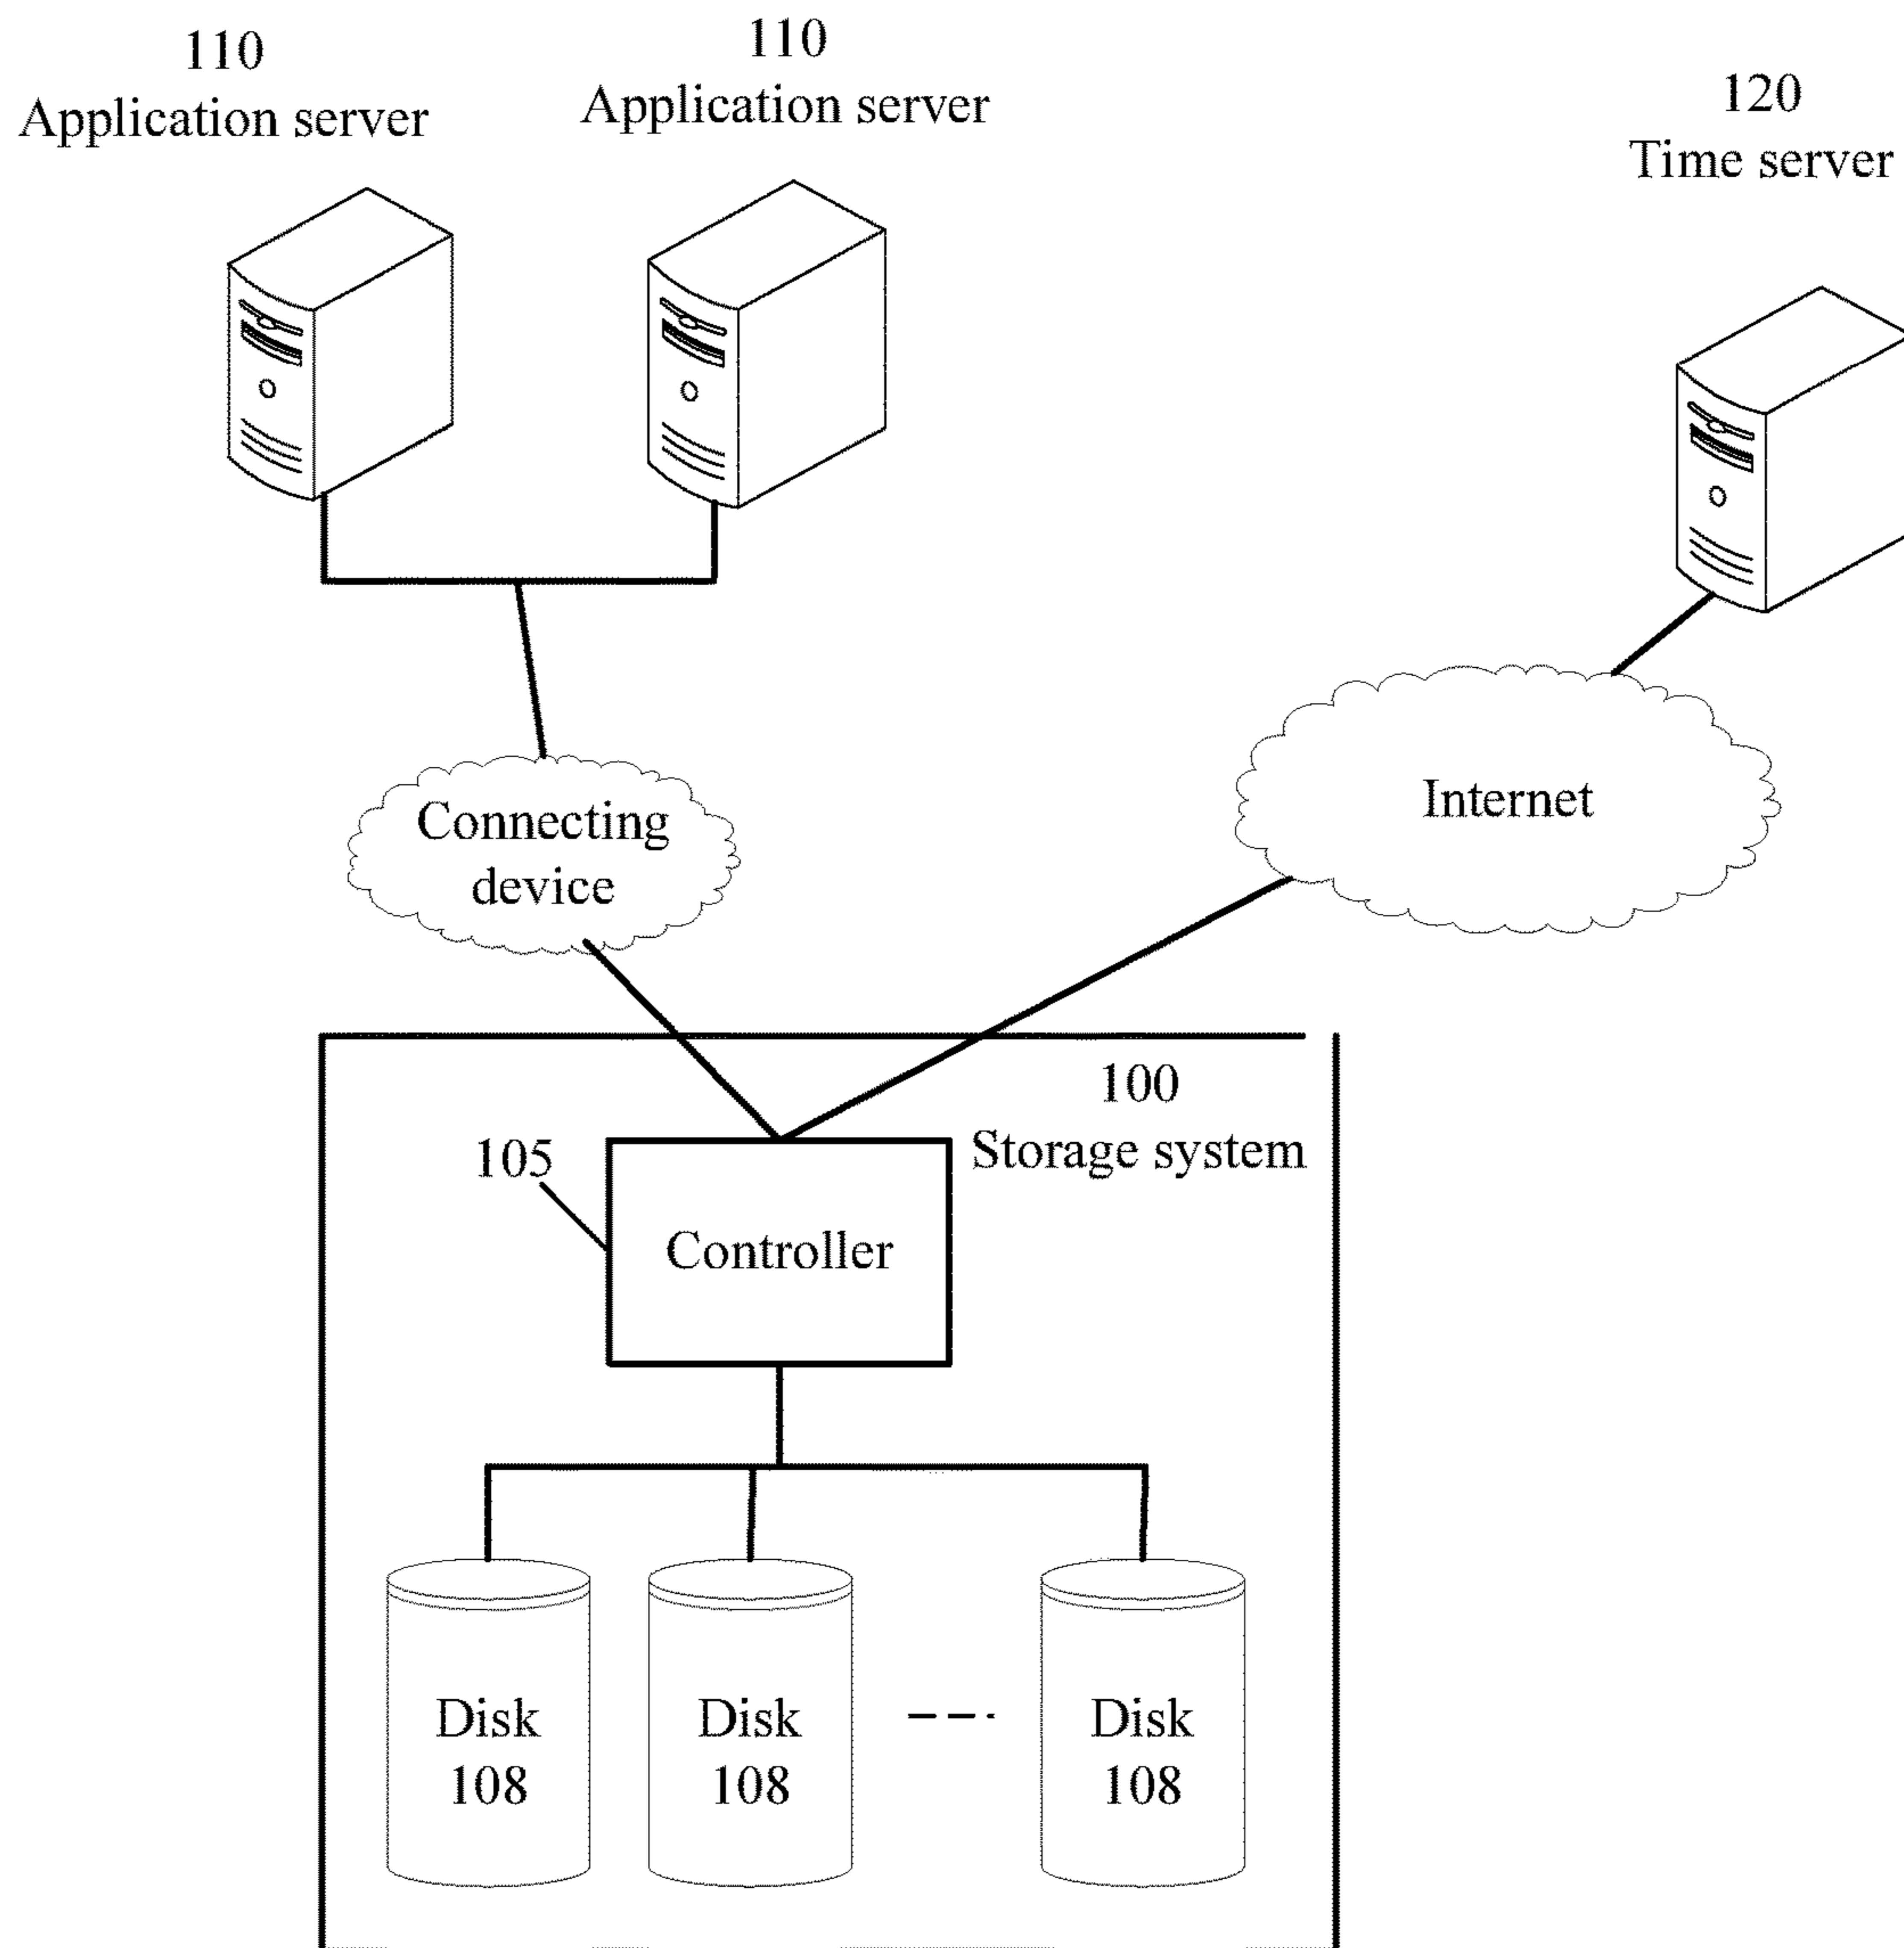 110
Application server
110
Application server
120
Time server
Connecting
device
Internet
100
Storage system
105
Controller
Disk
108
Disk
108
Disk
108